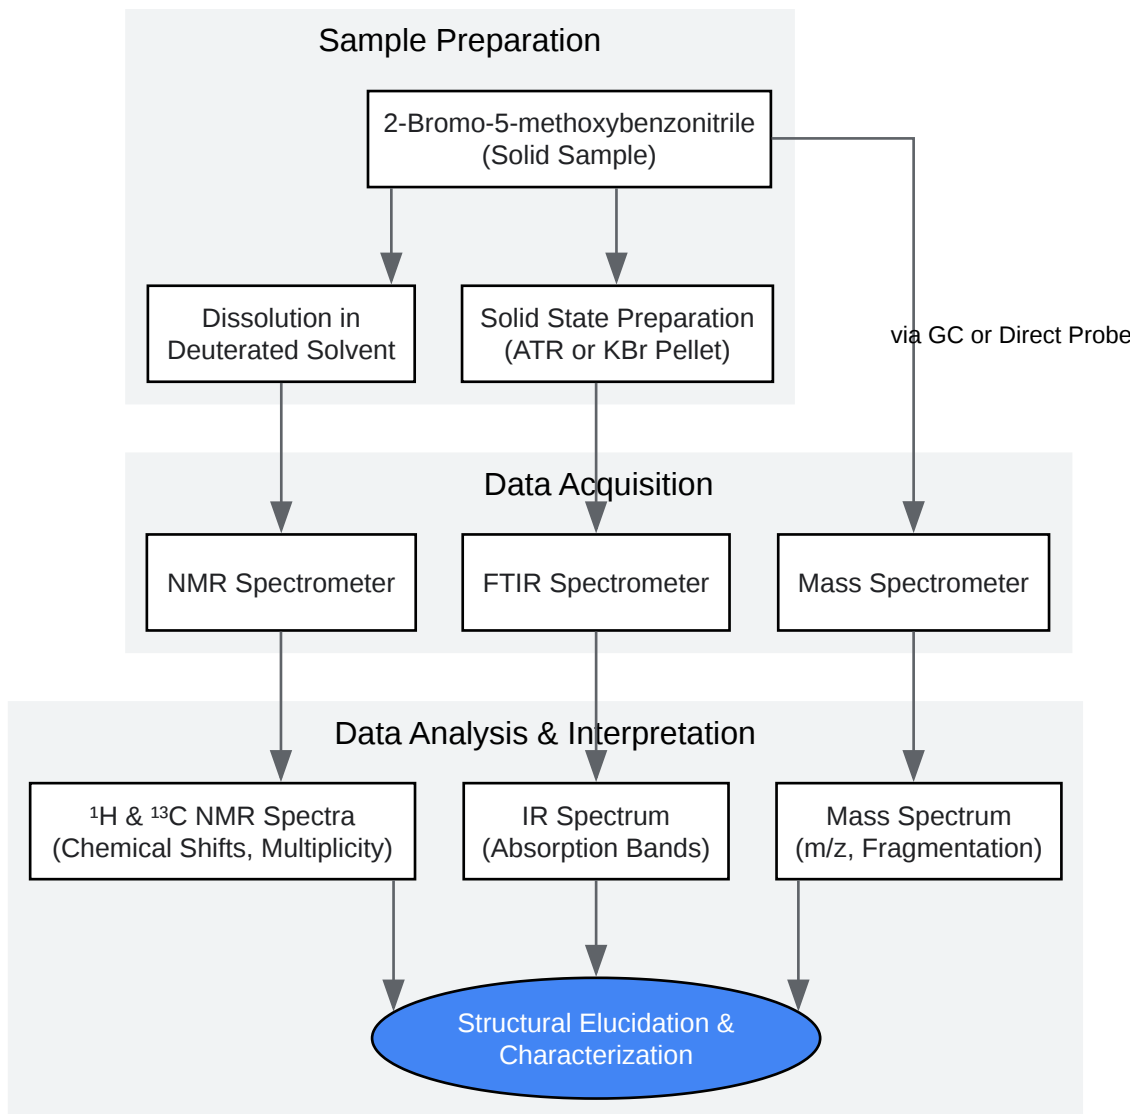 Sample Preparation
2-Bromo-5-methoxybenzonitrile
(Solid Sample)
Dissolution in
Deuterated Solvent
Solid State Preparation
(ATR or KBr Pellet)
via GC or Direct Probe
Data Acquisition
NMR Spectrometer
FTIR Spectrometer
Mass Spectrometer
Data Analysis & Interpretation
¹H & ¹³C NMR Spectra
(Chemical Shifts, Multiplicity)
IR Spectrum
(Absorption Bands)
Mass Spectrum
(m/z, Fragmentation)
Structural Elucidation &
Characterization